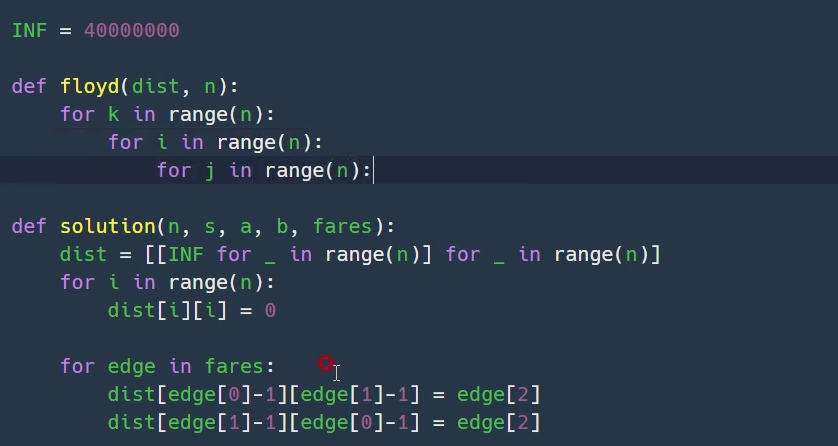 INF = 40000000
def floyd(dist, n):
    for k in range(n):
        for i in range(n):
            for j in range(n):
def solution(n, s, a, b, fares):
    dist = [[INF for _ in range(n)] for _ in range(n)]
    for i in range(n):
        dist[i][i] = 0
    for edge in fares:
        dist[edge[0]-1][edge[1]-1] = edge[2]
        dist[edge[1]-1][edge[0]-1] = edge[2]